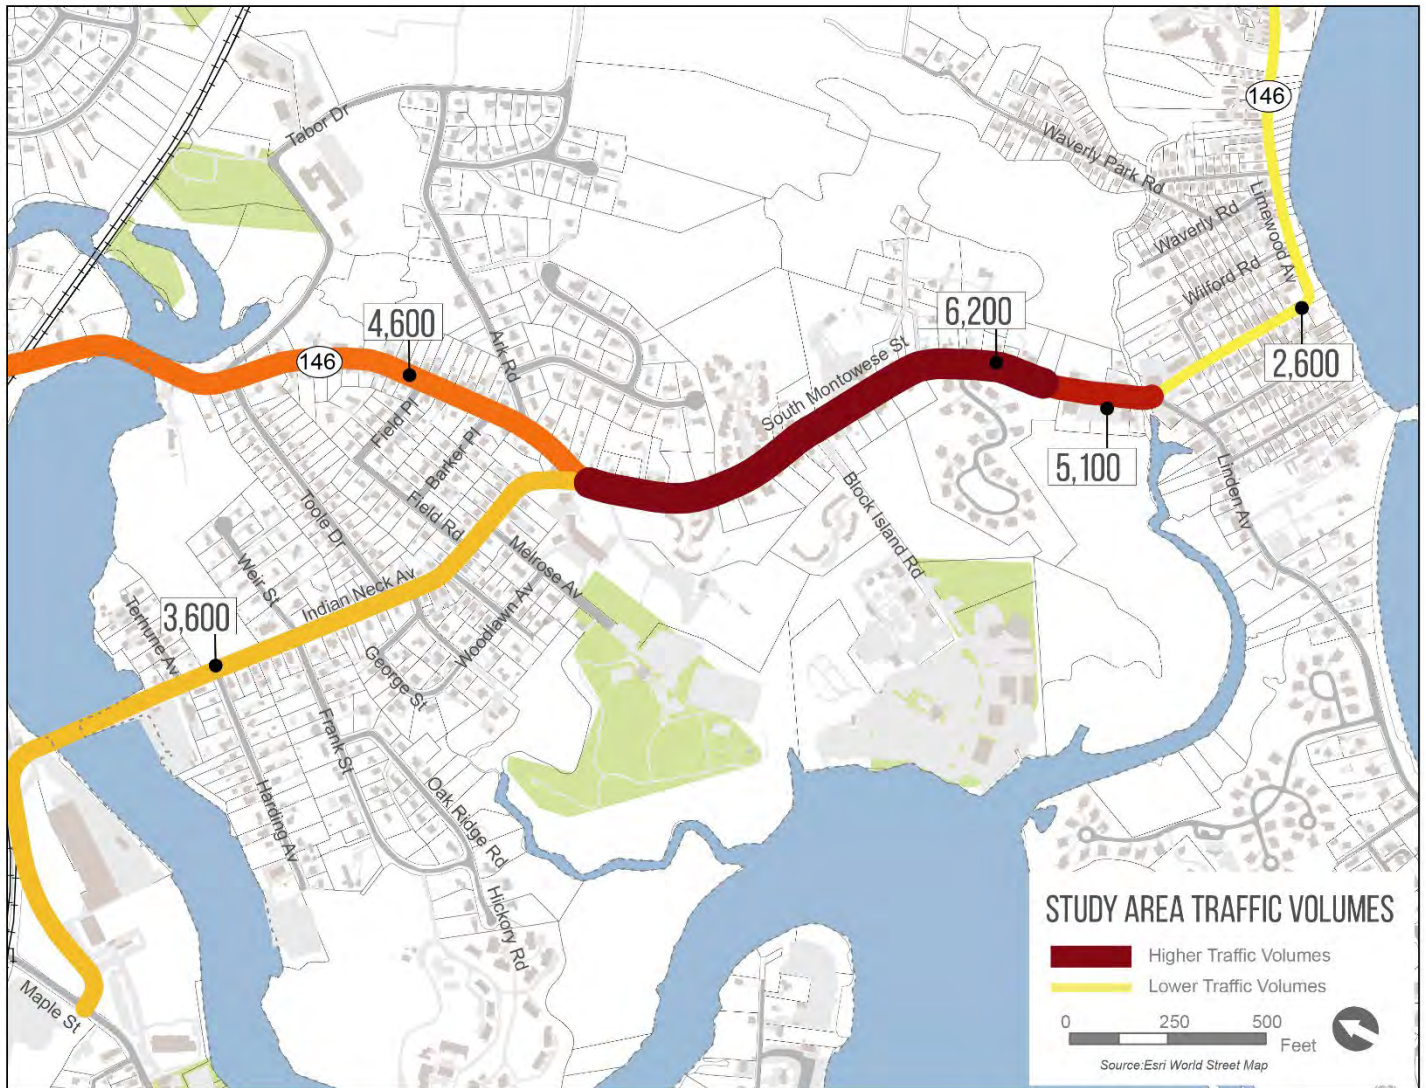 146
Tabor Dr
Waverly Park Rd
Limewood Av
Waverly Rd
Wilford Rd
4,600
6,200
146
Ark Rd
2,600
South Montowese St
Field Pl
Barker Pl
5,100
Linden Av
Block Island Rd
Toole Dr
Field Rd
Melrose Av
Weir St
Indian Neck Av
Woodlawn Av
Terhune Av
3,600
George St
Frank St
Harding Av
Oak Ridge Rd
Hickory Rd
Maple St
STUDY AREA TRAFFIC VOLUMES
Higher Traffic Volumes
Lower Traffic Volumes
0 250 500
Feet
Source:Esri World Street Map